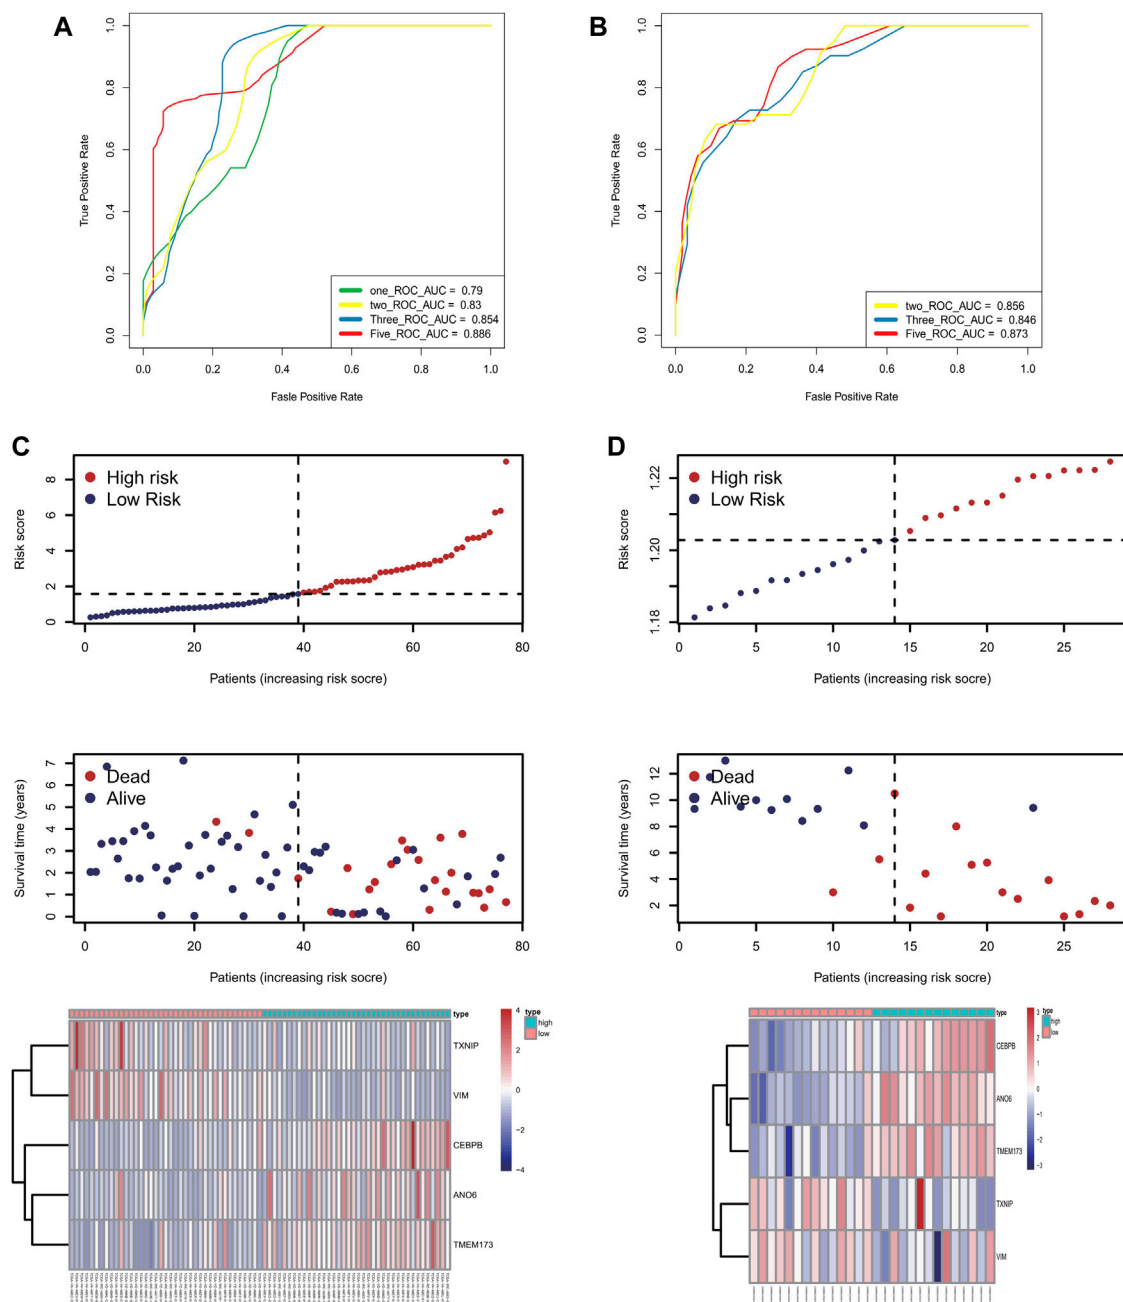 A
True Positive Rate
1.0
0.8
0.6
0.4
0.2
0.0
one_ROC_AUC = 0.79
two_ROC_AUC = 0.83
Three_ROC_AUC = 0.854
Five_ROC_AUC = 0.886
0.0 0.2 0.4 0.6 0.8 1.0
Fasle Positive Rate
B
True Positive Rate
1.0
0.8
0.6
0.4
0.2
0.0
two_ROC_AUC = 0.856
Three_ROC_AUC = 0.846
Five_ROC_AUC = 0.873
0.0 0.2 0.4 0.6 0.8 1.0
Fasle Positive Rate
C
Risk score
8
6
4
2
0
High risk
Low Risk
0 20 40 60 80
Patients (increasing risk socre)
D
Risk score
1.22
1.20
1.18
High risk
Low Risk
0 5 10 15 20 25
Patients (increasing risk socre)
Survival time (years)
7
6
5
4
3
2
1
0
Dead
Alive
0 20 40 60 80
Patients (increasing risk socre)
Survival time (years)
12
10
8
6
4
2
Dead
Alive
0 5 10 15 20 25
Patients (increasing risk socre)
type
TXNIP
VIM
CEBPB
ANO6
TMEM173
4
2
0
−2
−4
type
high
low
type
CEBPB
ANO6
TMEM173
TXNIP
VIM
3
2
1
0
−1
−2
−3
type
high
low